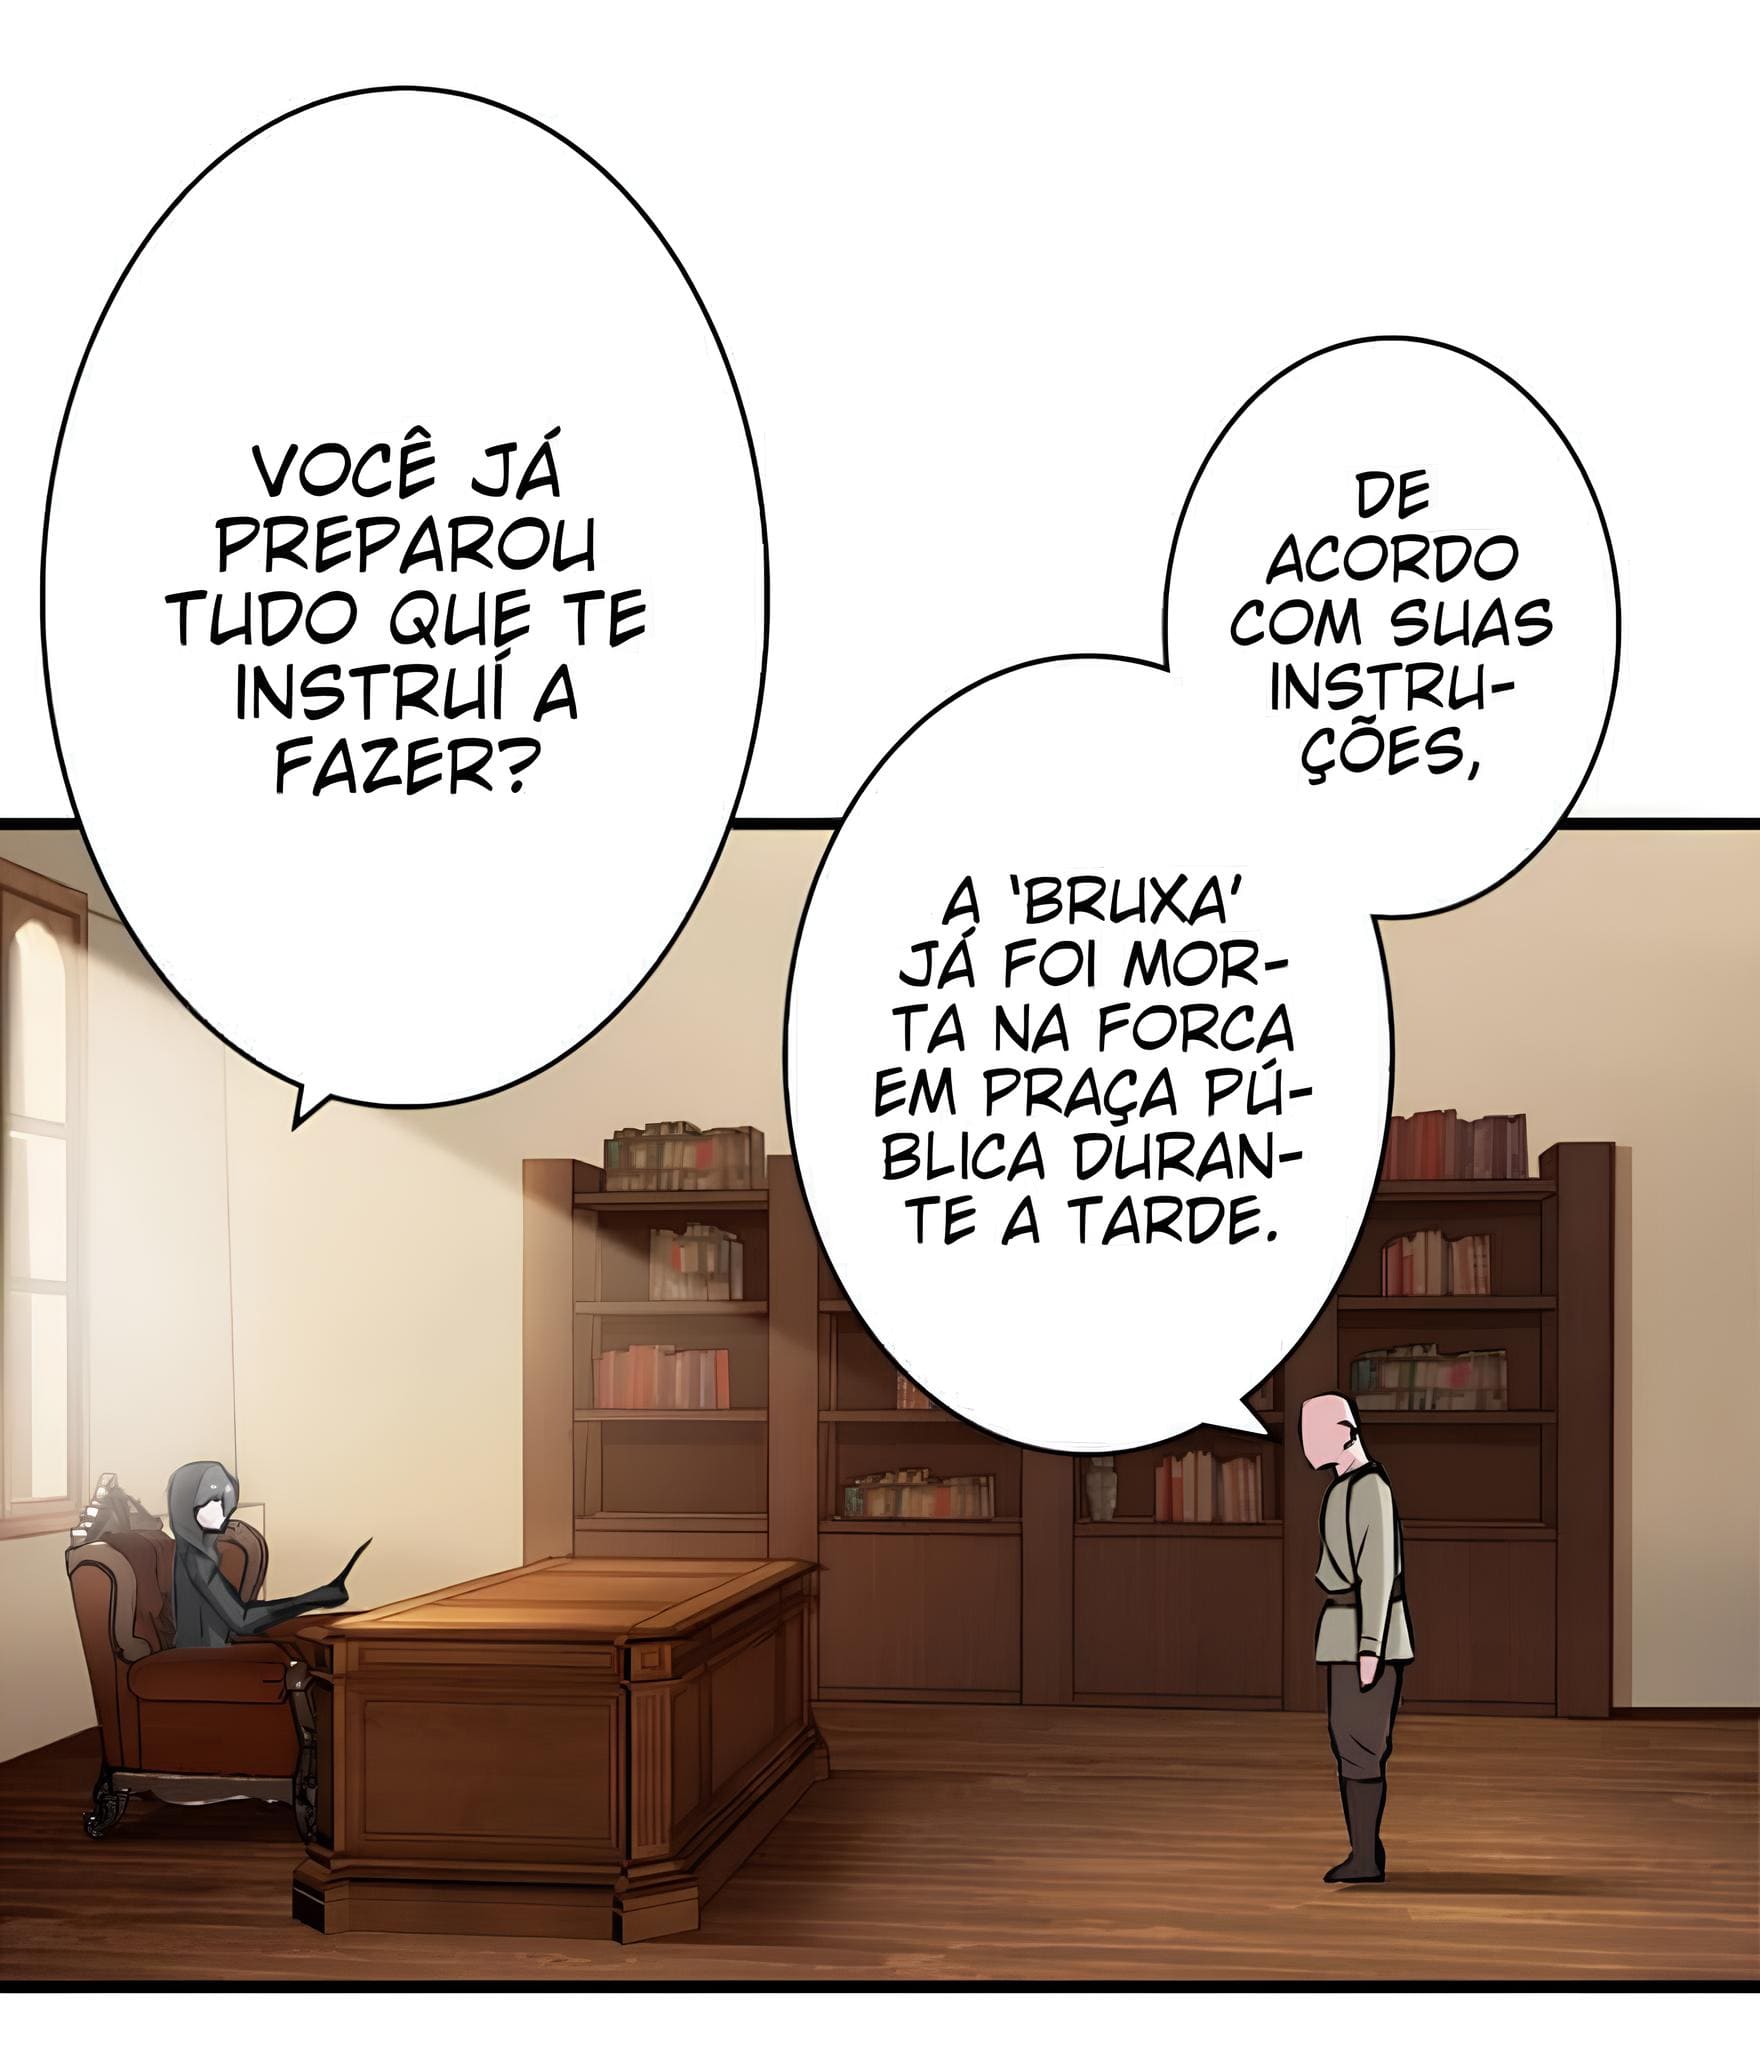 VOCÊ JÁ
PREPAROU
TUDO QUE TE
INSTRUÍ A
FAZER?
DE
ACORDO
COM SUAS
INSTRU-
ÇÕES,
A 'BRUXA'
JÁ FOI MOR-
TA NA FORCA
EM PRAÇA PÚ-
BLICA DURAN-
TE A TARDE.